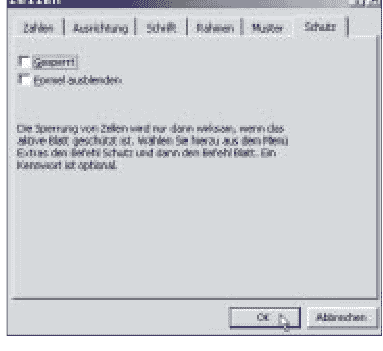 Zellen
Zahlen Ausrichtung Schrift Rahmen Muster Schutz
Gesperrt
Formel ausblenden
Die Sperrung von Zellen wird nur dann wirksam, wenn das
aktive Blatt geschützt ist. Wählen Sie hierzu aus dem Menü
Extras den Befehl Schutz und dann den Befehl Blatt. Ein
Kennwort ist optional.
OK Abbrechen